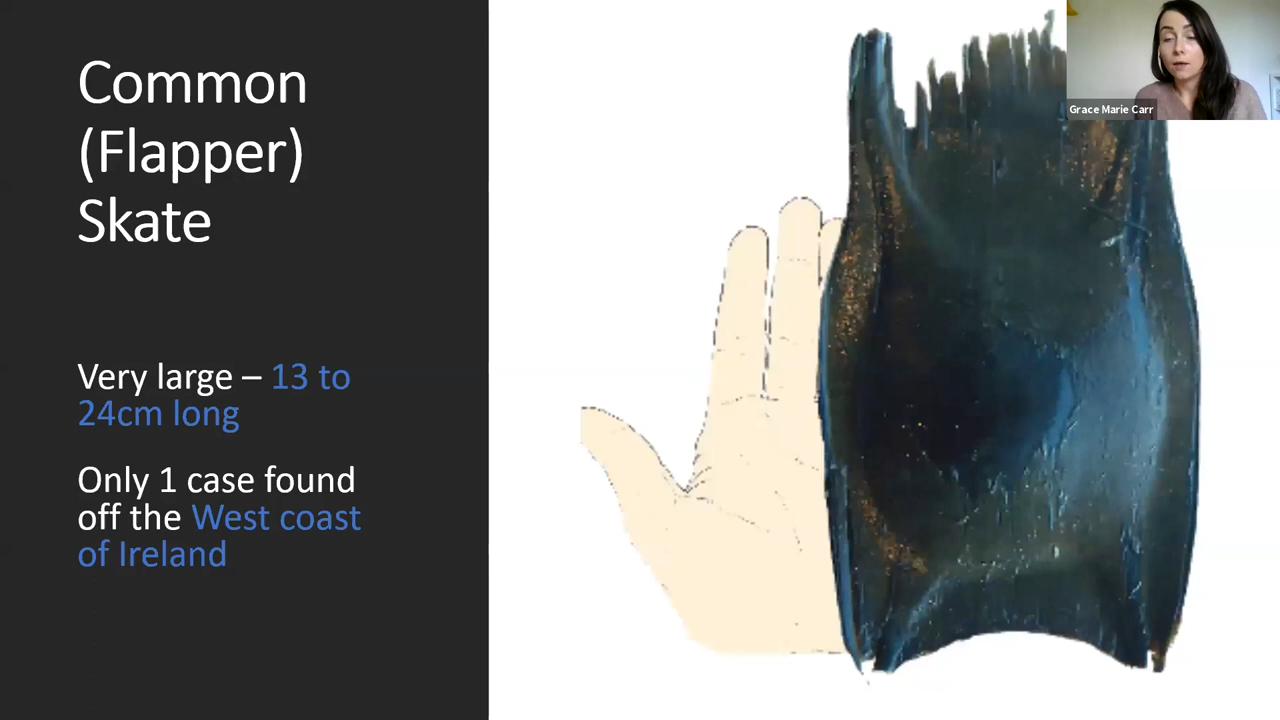 Common
(Flapper)
Skate
Very large – 13 to
24cm long
Only 1 case found
off the West coast
of Ireland
Grace Marie Carr